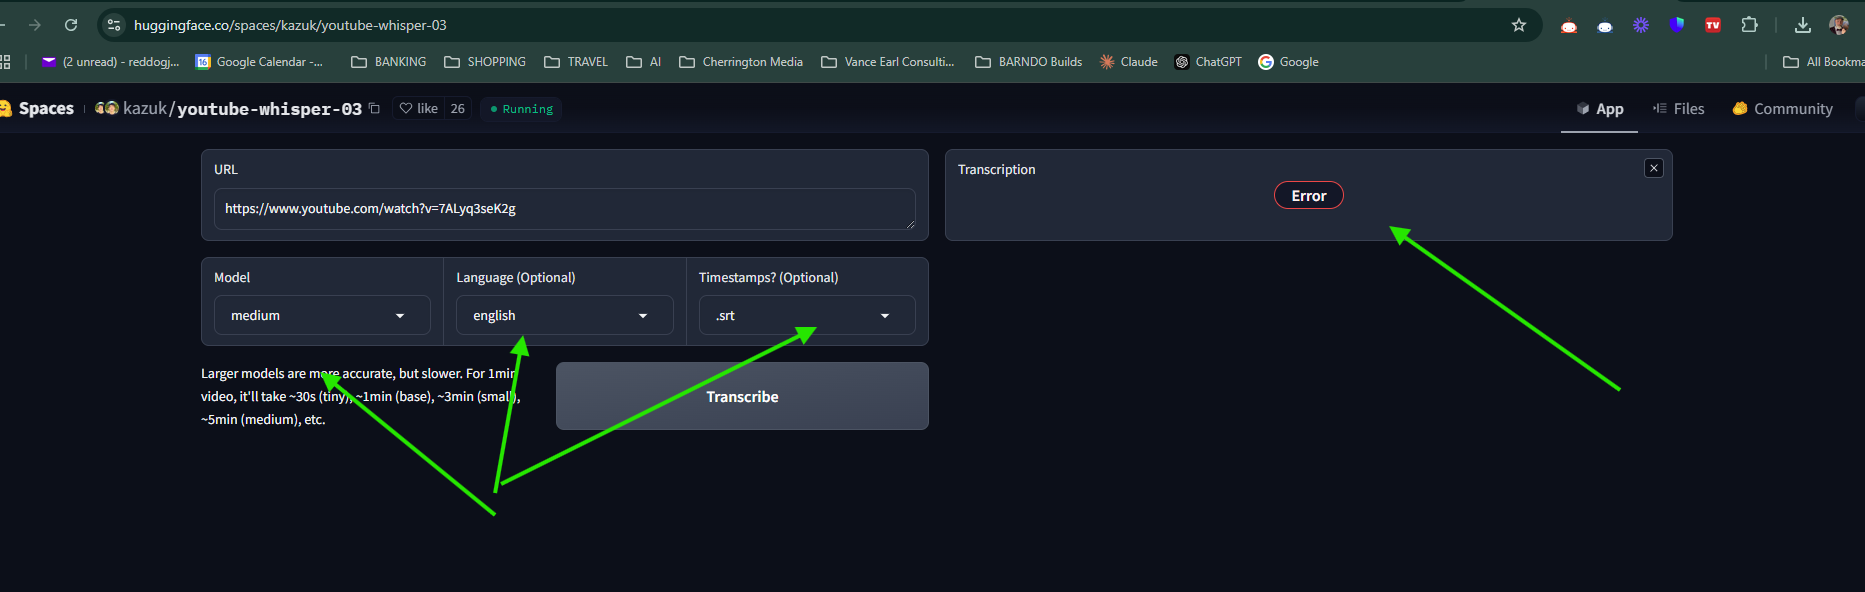 huggingface.co/spaces/kazuk/youtube-whisper-03
TV
(2 unread) - reddogj...
16
Google Calendar -...
BANKING
SHOPPING
TRAVEL
AI
Cherrington Media
Vance Earl Consulti...
BARNDO Builds
Claude
ChatGPT
Google
All Bookma
Spaces
kazuk/youtube-whisper-03
like
26
Running
App
Files
Community
URL
https://www.youtube.com/watch?v=7ALyq3seK2g
Transcription
Error
Model
Language (Optional)
Timestamps? (Optional)
medium
english
.srt
Larger models are more accurate, but slower. For 1min
video, it'll take ~30s (tiny), ~1min (base), ~3min (small),
~5min (medium), etc.
Transcribe